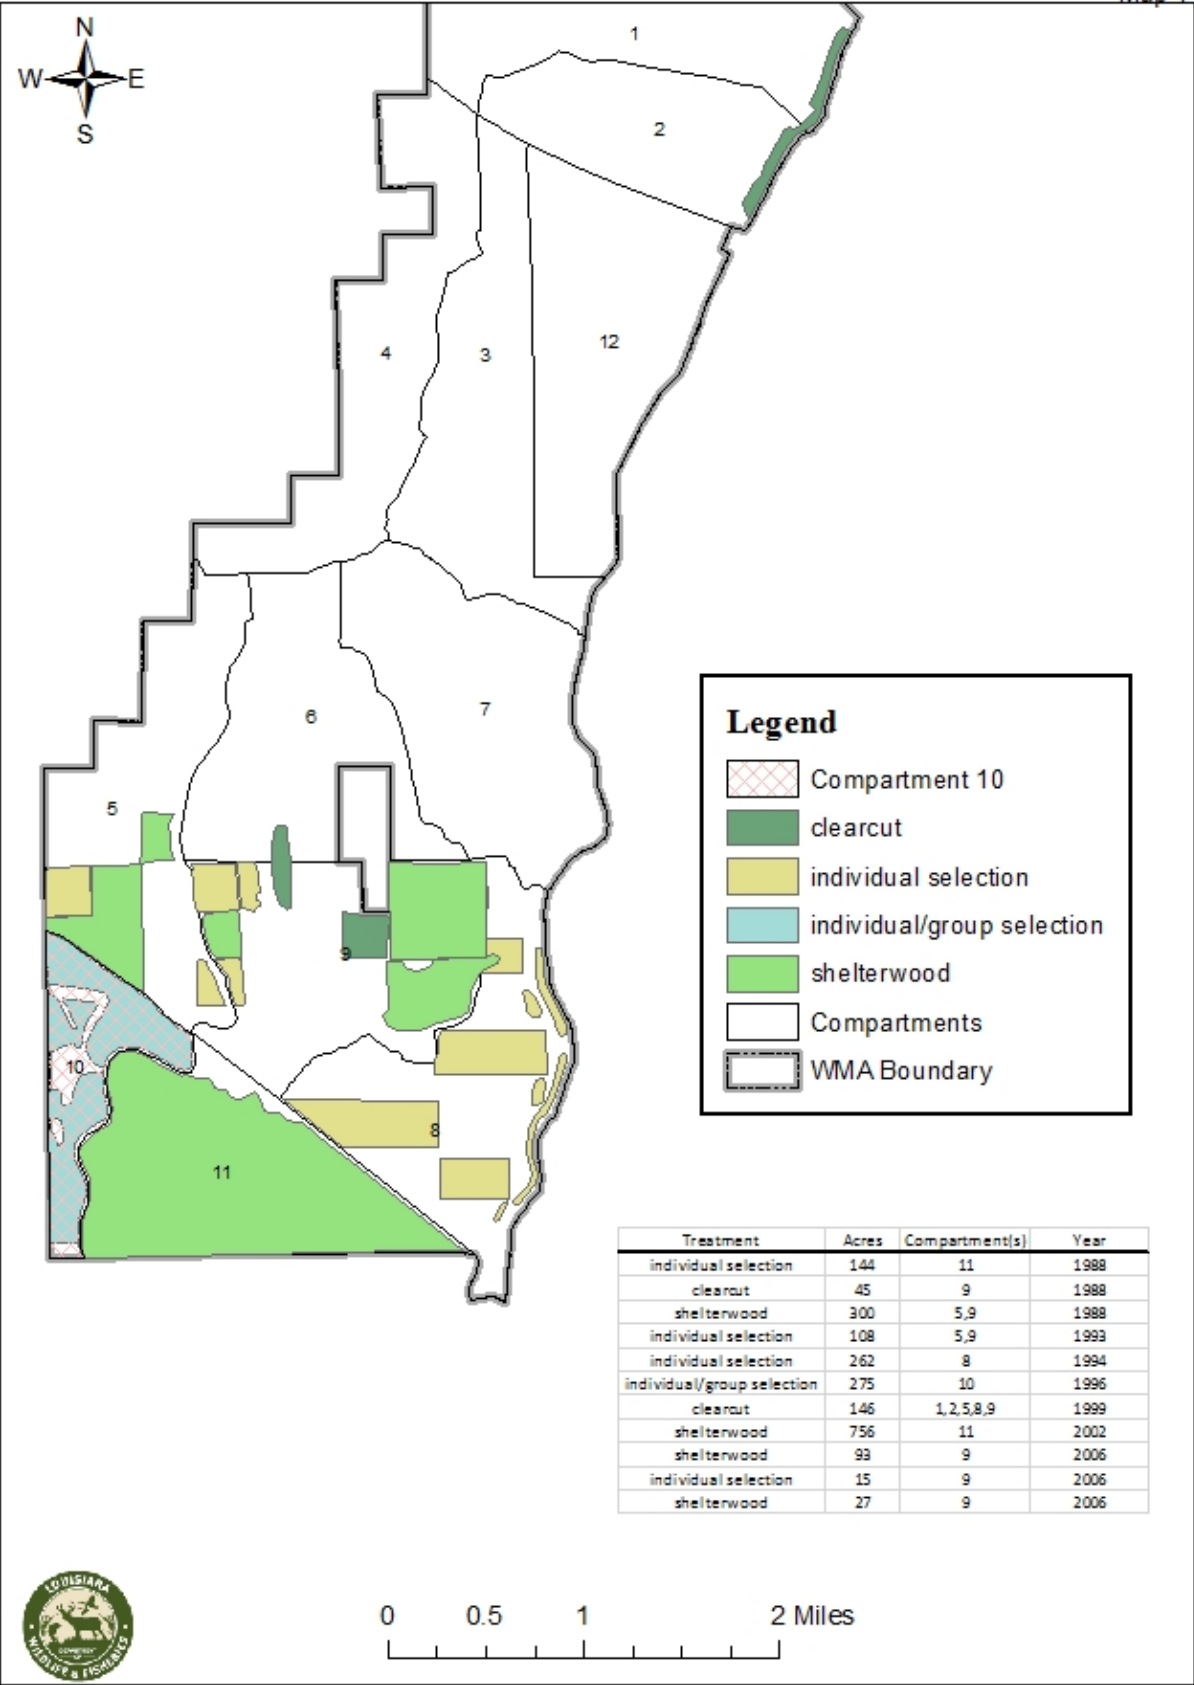 N
W E
S
1
2
12
4
3
7
6
5
9
10
8
11
Legend
Compartment 10
clearcut
individual selection
individual/group selection
shelterwood
Compartments
WMA Boundary
Treatment Acres Compartment(s) Year
individual selection 144 11 1988
clearcut 45 9 1988
shelterwood 300 5,9 1988
individual selection 108 5,9 1993
individual selection 262 8 1994
individual/group selection 275 10 1996
clearcut 146 1,2,5,8,9 1999
shelterwood 756 11 2002
shelterwood 93 9 2006
individual selection 15 9 2006
shelterwood 27 9 2006
0 0.5 1 2 Miles
LOUISIANA
WILDLIFE & FISHERIES